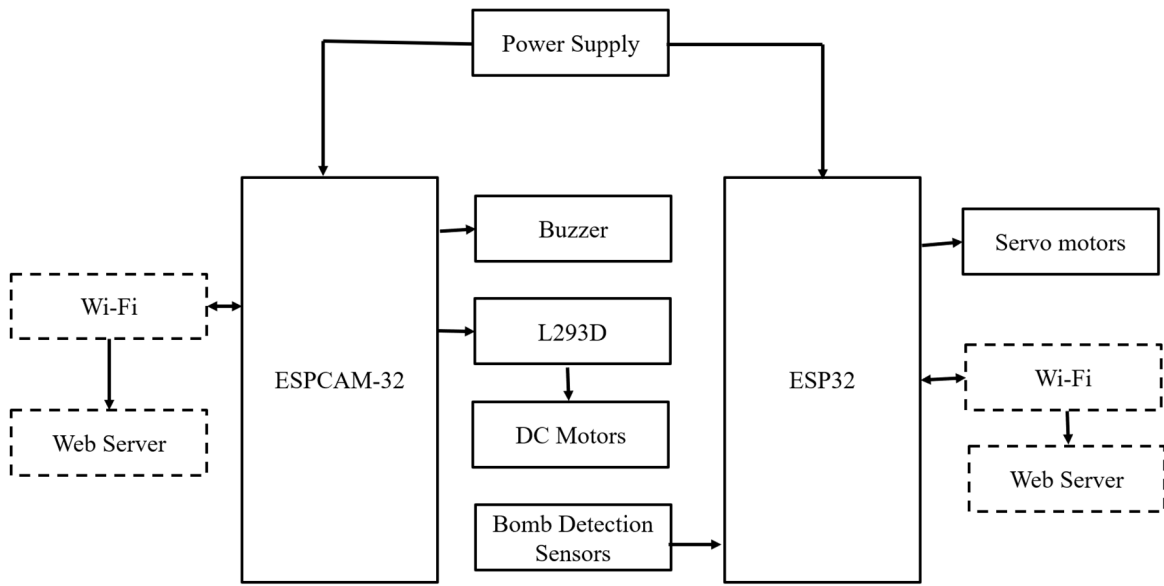 Power Supply
Buzzer
Servo motors
Wi-Fi
L293D
ESPCAM-32
ESP32
Wi-Fi
Web Server
DC Motors
Web Server
Bomb Detection
Sensors